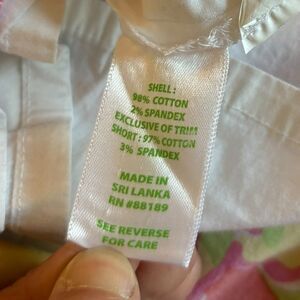 SHELL:
98% COTTON
2% SPANDEX
EXCLUSIVE OF TRIM
SHORT: 97% COTTON
3% SPANDEX
MADE IN
SRI LANKA
RN #88189
SEE REVERSE
FOR CARE